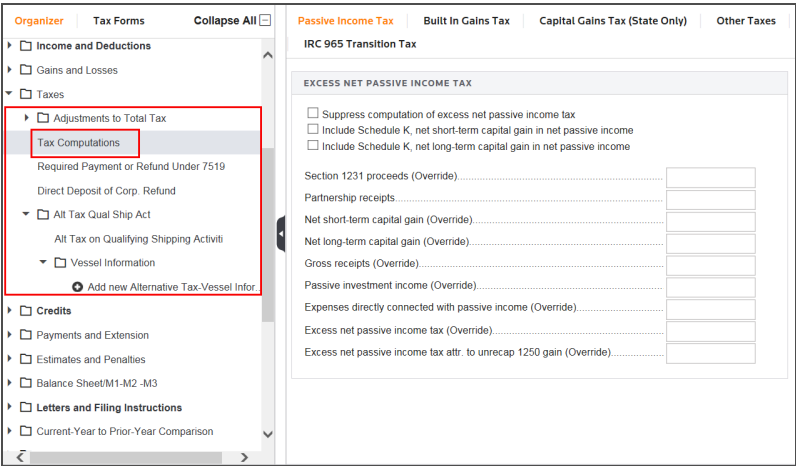 Organizer Tax Forms Collapse All
Income and Deductions
Gains and Losses
Taxes
Adjustments to Total Tax
Tax Computations
Required Payment or Refund Under 7519
Direct Deposit of Corp. Refund
Alt Tax Qual Ship Act
Alt Tax on Qualifying Shipping Activiti
Vessel Information
Add new Alternative Tax-Vessel Infor..
Credits
Payments and Extension
Estimates and Penalties
Balance Sheet/M1-M2 -M3
Letters and Filing Instructions
Current-Year to Prior-Year Comparison
Passive Income Tax Built In Gains Tax Capital Gains Tax (State Only) Other Taxes
IRC 965 Transition Tax
EXCESS NET PASSIVE INCOME TAX
Suppress computation of excess net passive income tax
Include Schedule K, net short-term capital gain in net passive income
Include Schedule K, net long-term capital gain in net passive income
Section 1231 proceeds (Override)
Partnership receipts
Net short-term capital gain (Override)
Net long-term capital gain (Override)
Gross receipts (Override)
Passive investment income (Override)
Expenses directly connected with passive income (Override)
Excess net passive income tax (Override)
Excess net passive income tax attr. to unrecap 1250 gain (Override)